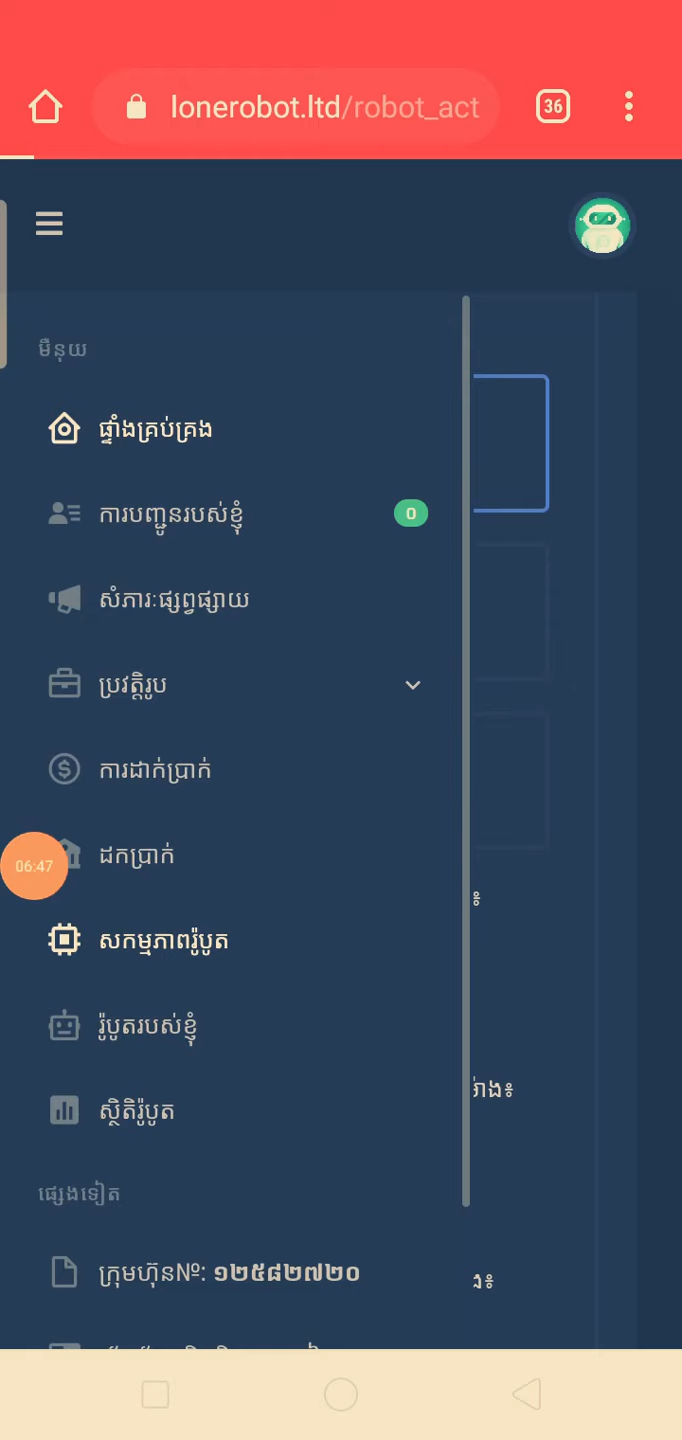 lonerobot.ltd/robot_act
36
មឺនុយ
ផ្ទាំងគ្រប់គ្រង
ការបញ្ជូនរបស់ខ្ញុំ
0
សំភារៈផ្សព្វផ្សាយ
ប្រវត្តិរូប
ការដាក់ប្រាក់
ដកប្រាក់
06:47
សកម្មភាពរ៉ូបូត
រ៉ូបូតរបស់ខ្ញុំ
ស្ថិតិរ៉ូបូត
ផ្សេងទៀត
ក្រុមហ៊ុនNº: ១២៥៨២៧២០